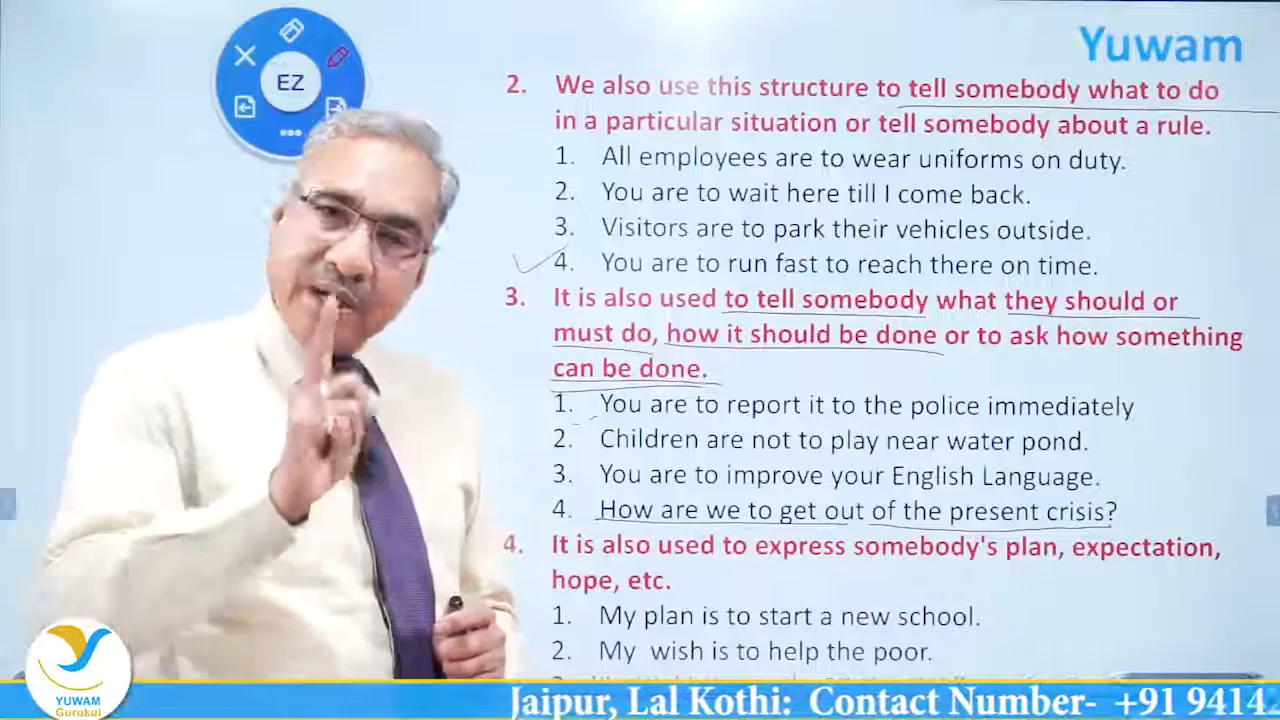 Yuwam
EZ
2. We also use this structure to tell somebody what to do
in a particular situation or tell somebody about a rule.
1. All employees are to wear uniforms on duty.
2. You are to wait here till I come back.
3. Visitors are to park their vehicles outside.
4. You are to run fast to reach there on time.
3. It is also used to tell somebody what they should or
must do, how it should be done or to ask how something
can be done.
1. You are to report it to the police immediately
2. Children are not to play near water pond.
3. You are to improve your English Language.
4. How are we to get out of the present crisis?
4. It is also used to express somebody's plan, expectation,
hope, etc.
1. My plan is to start a new school.
2. My wish is to help the poor.
YUWAM
Gurukul
Jaipur, Lal Kothi: Contact Number- +91 9414